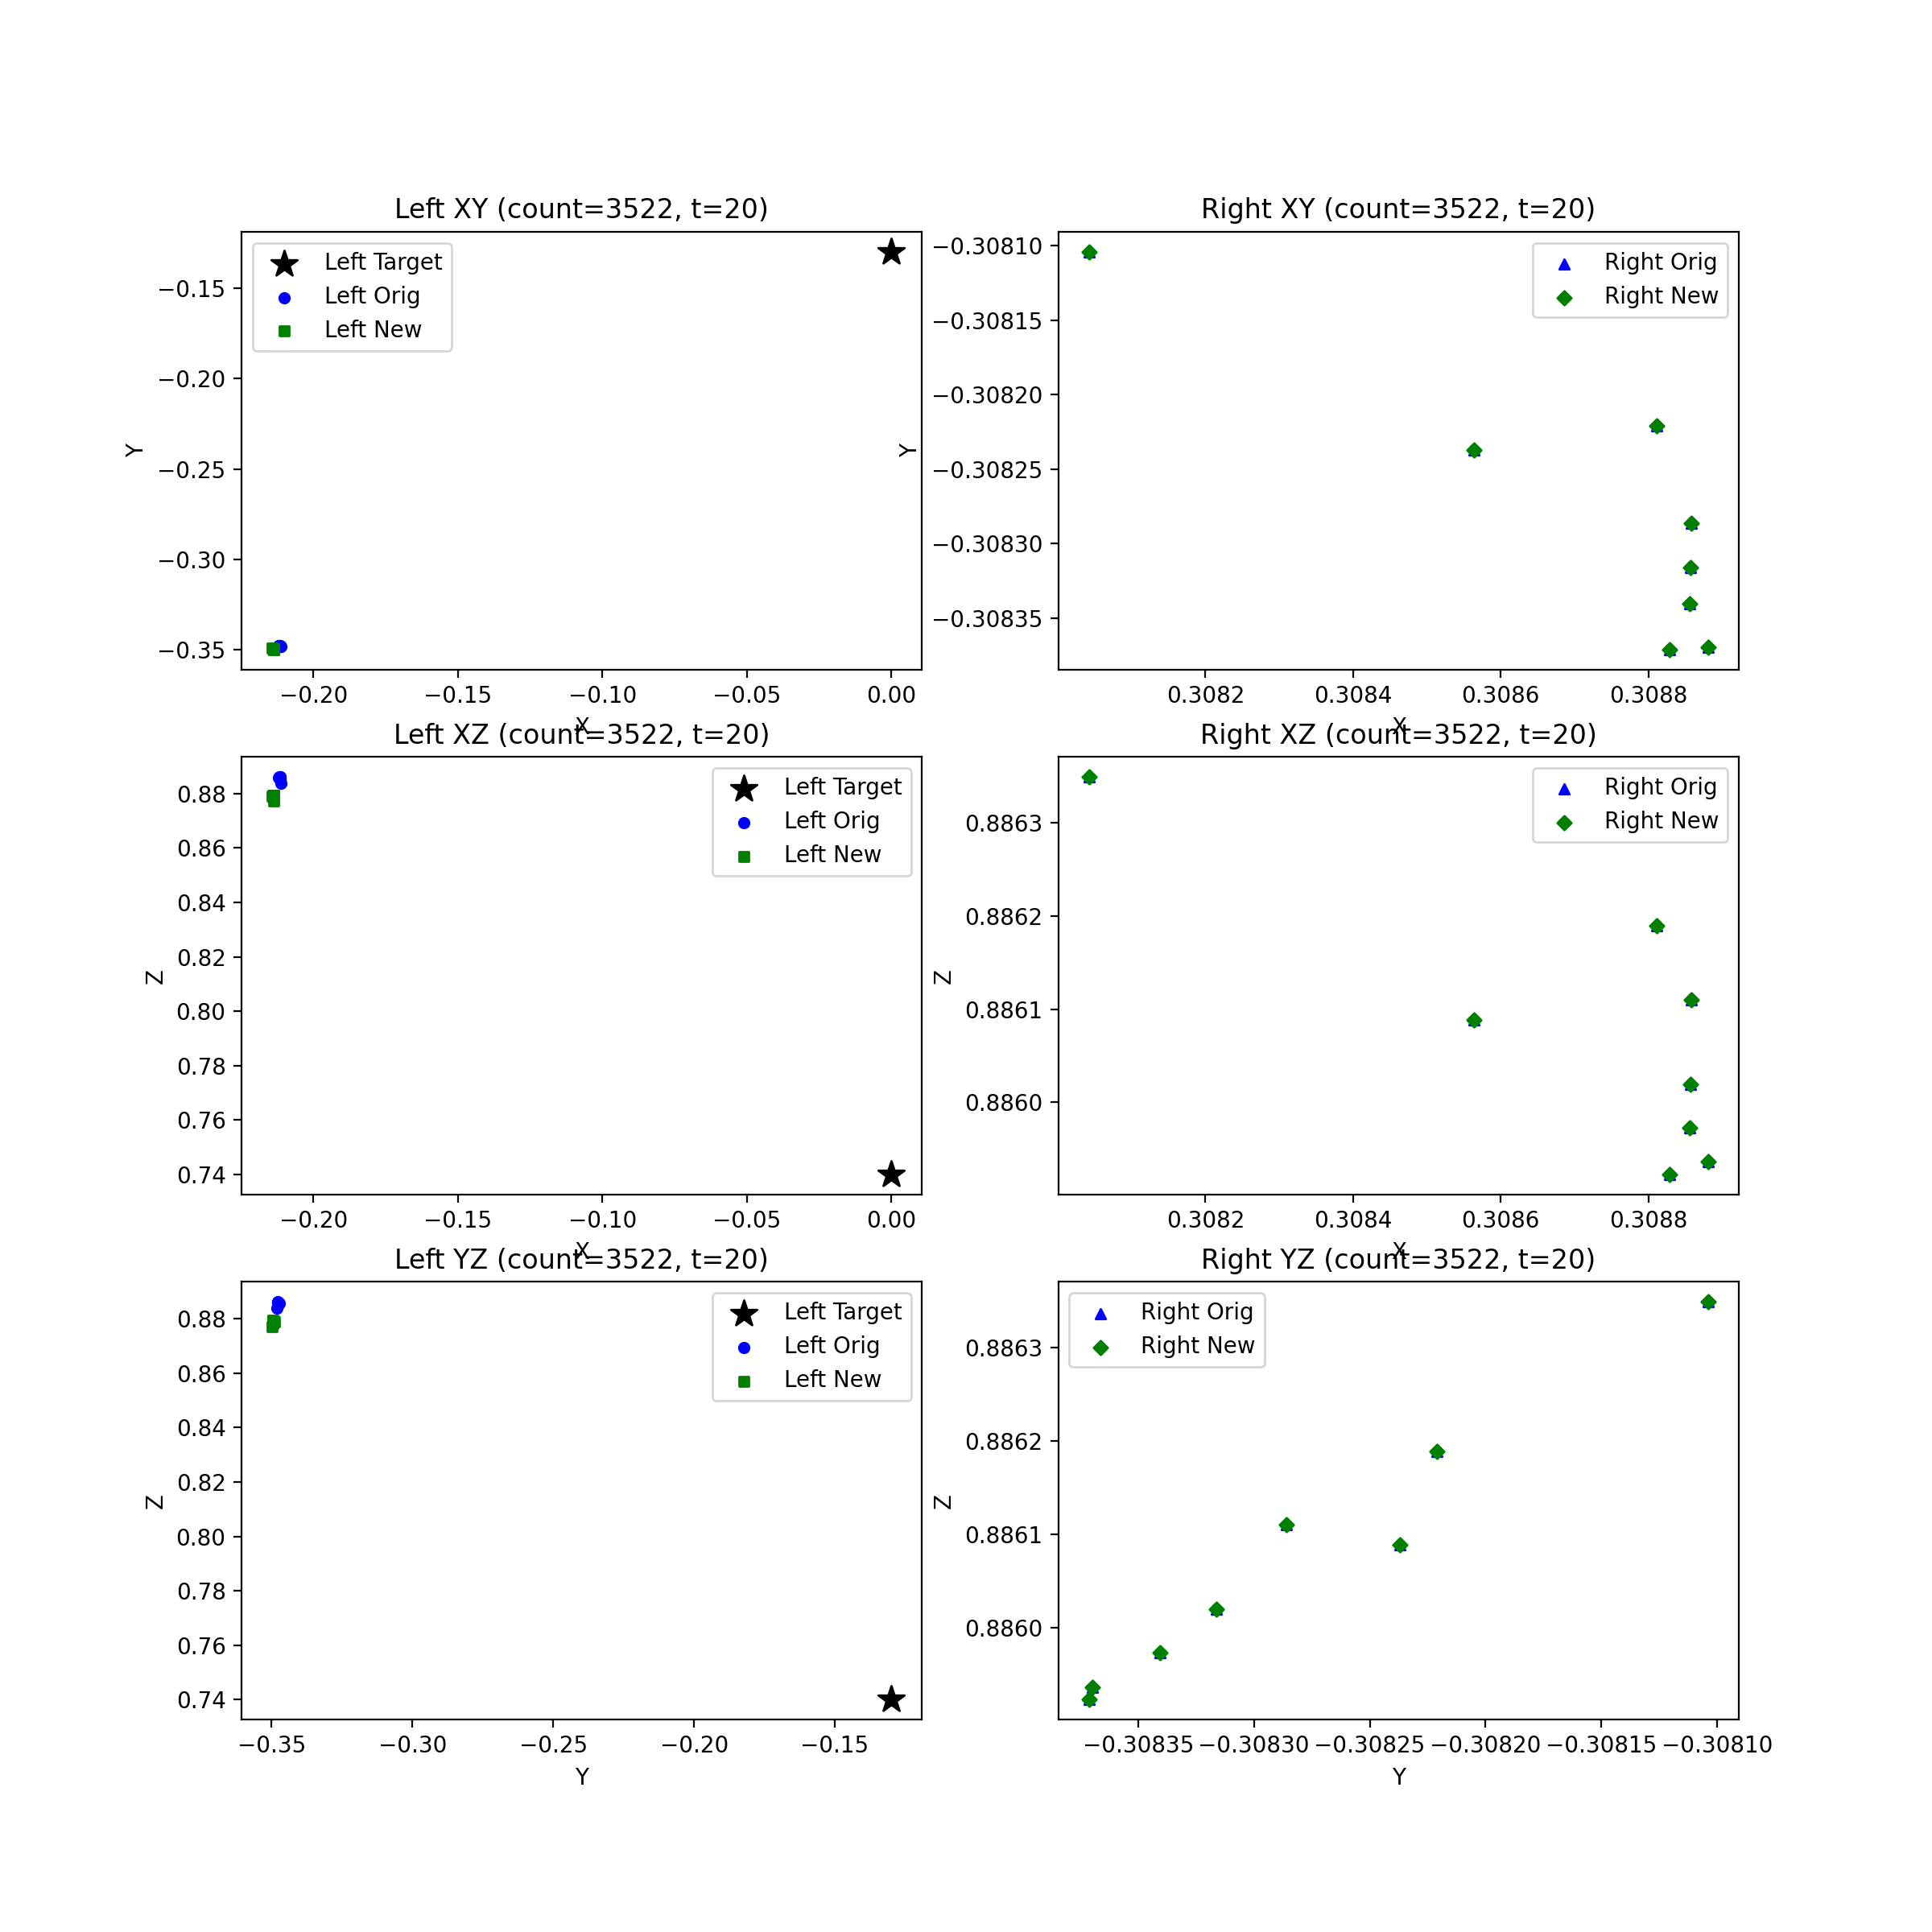 Left XY (count=3522, t=20)
Left Target
Left Orig
Left New
−0.15
−0.20
−0.25
−0.30
−0.35
Y
−0.20
−0.15
−0.10
−0.05
0.00
X
Right XY (count=3522, t=20)
Right Orig
Right New
−0.30810
−0.30815
−0.30820
−0.30825
−0.30830
−0.30835
Y
0.3082
0.3084
0.3086
0.3088
X
Left XZ (count=3522, t=20)
Left Target
Left Orig
Left New
0.88
0.86
0.84
0.82
0.80
0.78
0.76
0.74
Z
−0.20
−0.15
−0.10
−0.05
0.00
X
Right XZ (count=3522, t=20)
Right Orig
Right New
0.8863
0.8862
0.8861
0.8860
Z
0.3082
0.3084
0.3086
0.3088
X
Left YZ (count=3522, t=20)
Left Target
Left Orig
Left New
0.88
0.86
0.84
0.82
0.80
0.78
0.76
0.74
Z
−0.35
−0.30
−0.25
−0.20
−0.15
Y
Right YZ (count=3522, t=20)
Right Orig
Right New
0.8863
0.8862
0.8861
0.8860
Z
−0.30835
−0.30830
−0.30825
−0.30820
−0.30815
−0.30810
Y